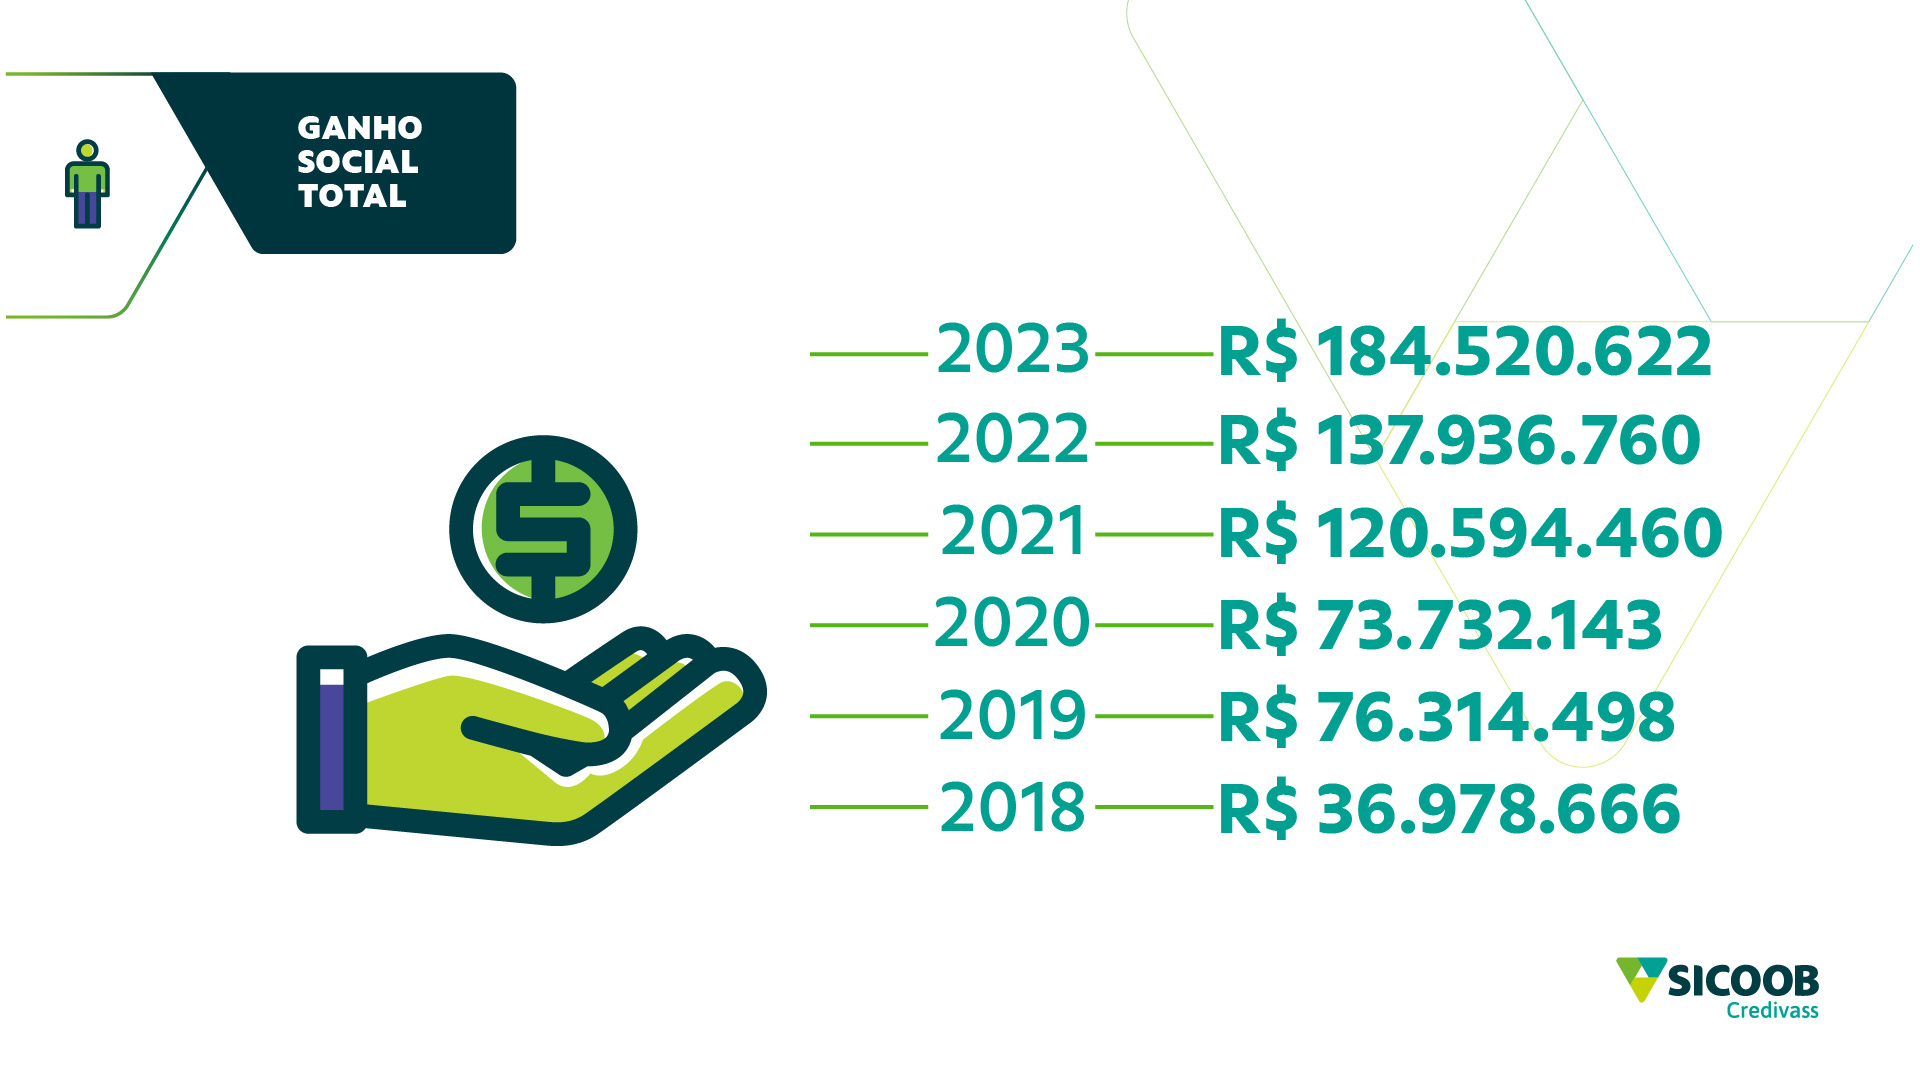 GANHO
SOCIAL
TOTAL
2023 R$ 184.520.622
2022 R$ 137.936.760
2021 R$ 120.594.460
2020 R$ 73.732.143
2019 R$ 76.314.498
2018 R$ 36.978.666
SICOOB
Credivass